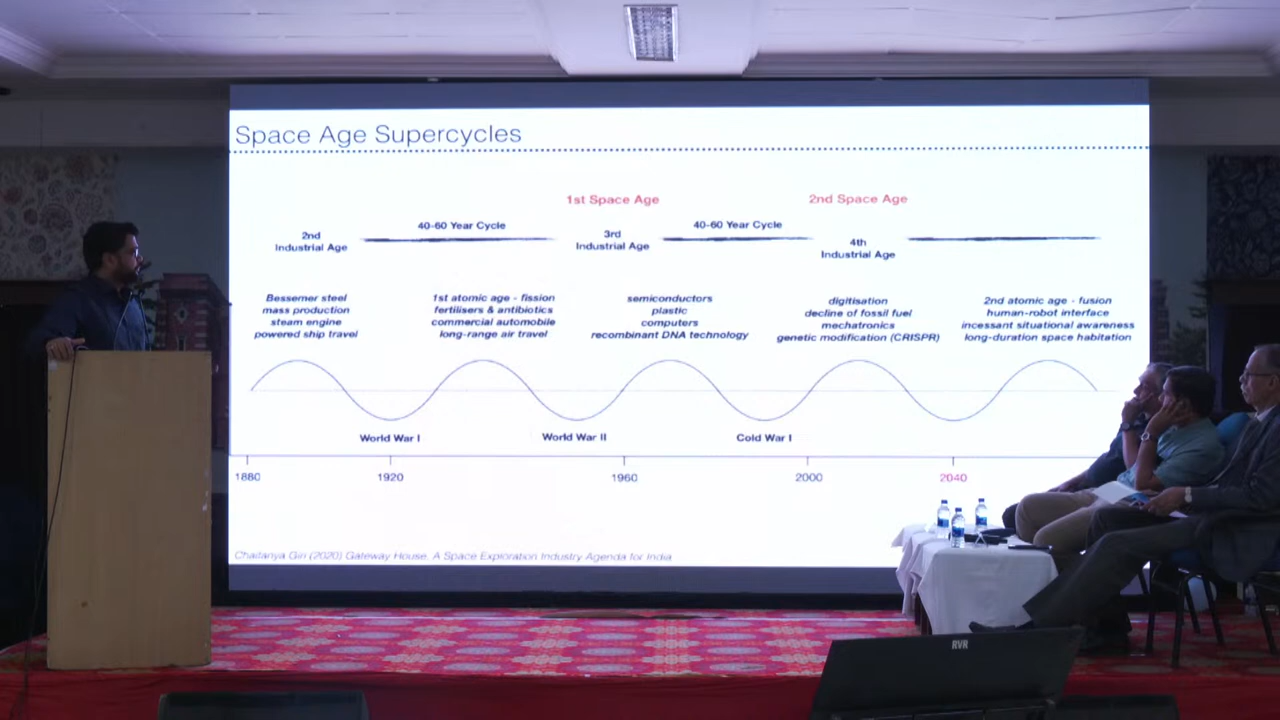 Space Age Supercycles
1st Space Age
2nd Space Age
2nd
Industrial Age
40-60 Year Cycle
3rd
Industrial Age
40-60 Year Cycle
4th
Industrial Age
Bessemer steel
mass production
steam engine
powered ship travel
1st atomic age - fission
fertilisers & antibiotics
commercial automobile
long-range air travel
semiconductors
plastic
computers
recombinant DNA technology
digitisation
decline of fossil fuel
mechatronics
genetic modification (CRISPR)
2nd atomic age - fusion
human-robot interface
incessant situational awareness
long-duration space habitation
World War I
World War II
Cold War I
1880
1920
1960
2000
2040
Chaitanya Giri (2020) Gateway House. A Space Exploration Industry Agenda for India
RVR